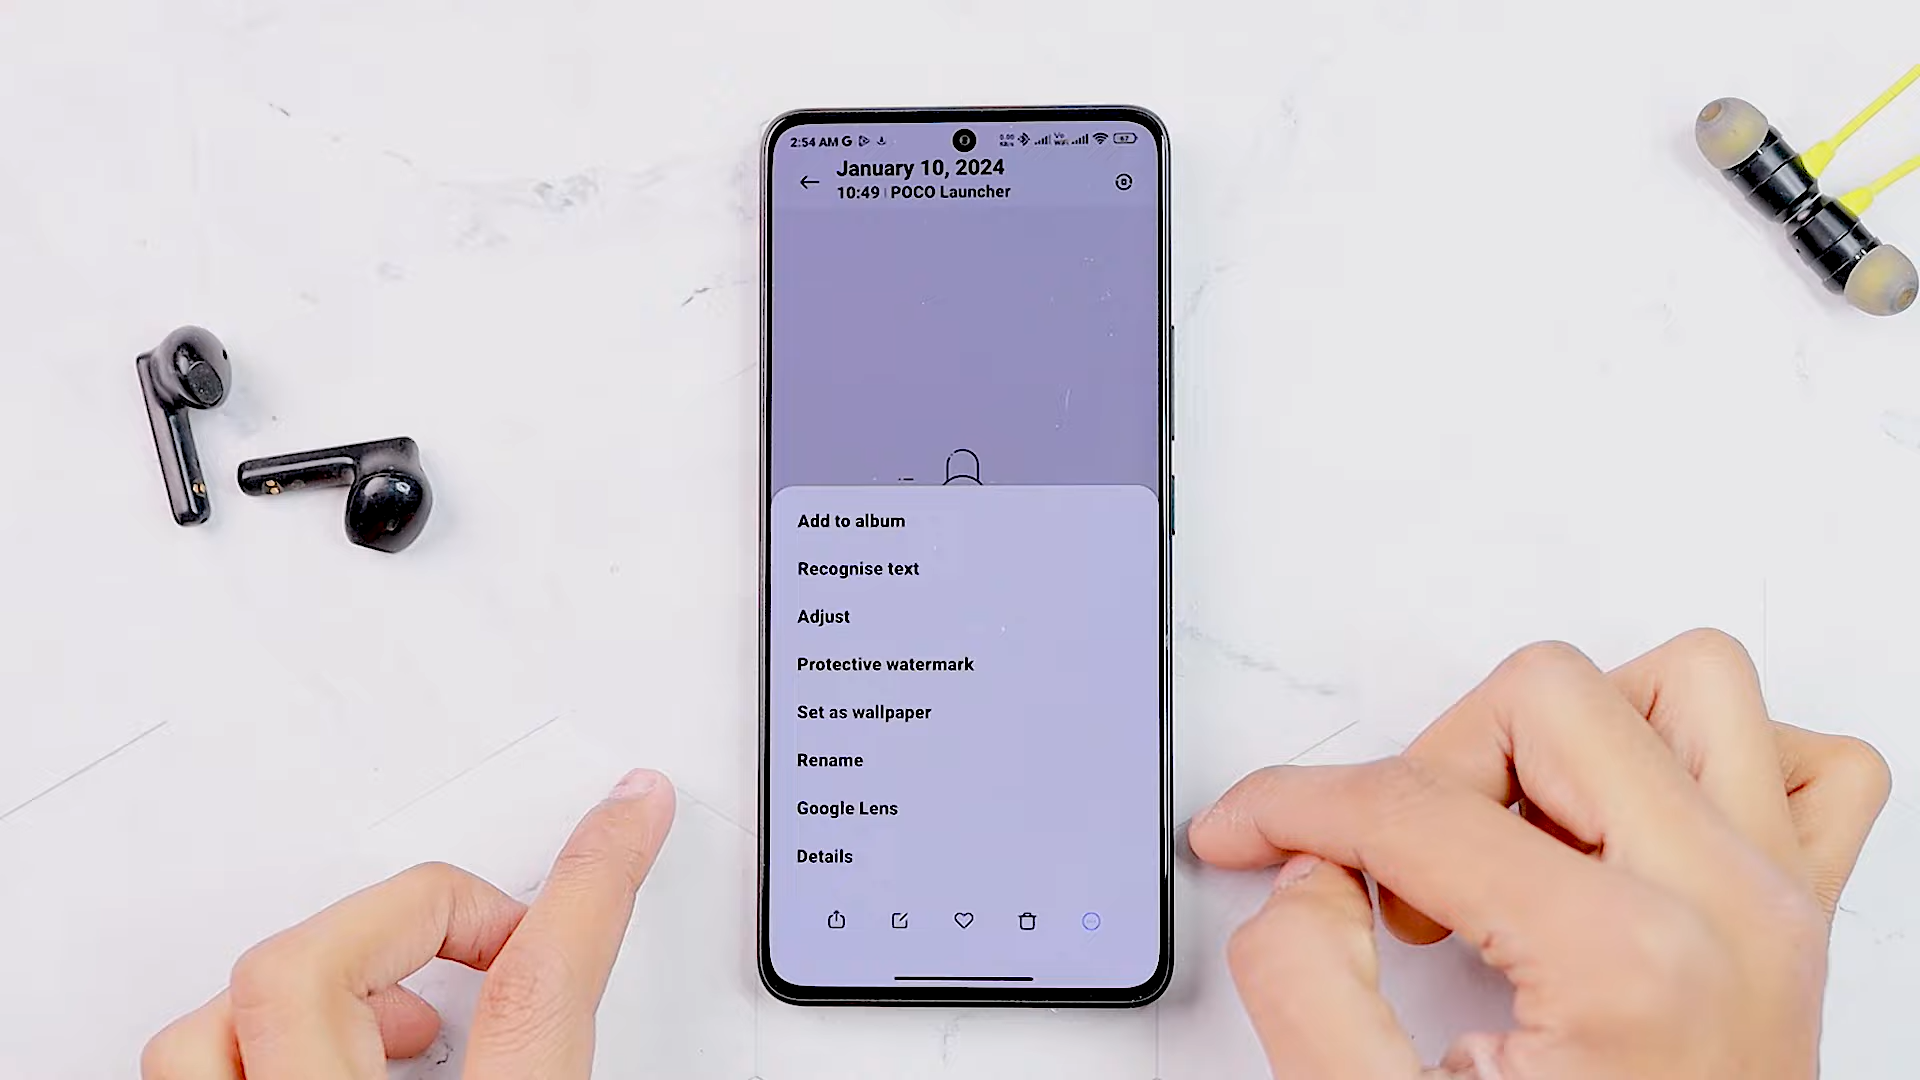 2:54 AM G
January 10, 2024
10:49 | POCO Launcher
Add to album
Recognise text
Adjust
Protective watermark
Set as wallpaper
Rename
Google Lens
Details